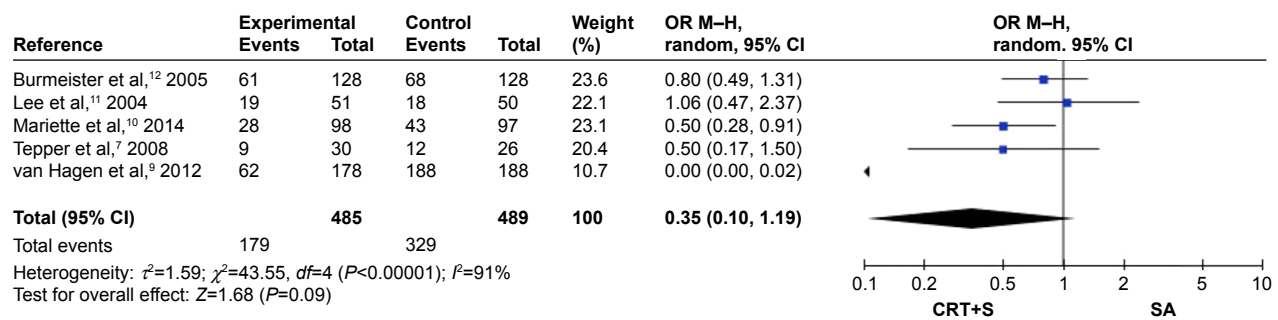 Experimental Control Weight OR M–H, OR M–H,
Reference Events Total Events Total (%) random, 95% CI random. 95% CI
Burmeister et al,¹² 2005 61 128 68 128 23.6 0.80 (0.49, 1.31)
Lee et al,¹¹ 2004 19 51 18 50 22.1 1.06 (0.47, 2.37)
Mariette et al,¹⁰ 2014 28 98 43 97 23.1 0.50 (0.28, 0.91)
Tepper et al,⁷ 2008 9 30 12 26 20.4 0.50 (0.17, 1.50)
van Hagen et al,⁹ 2012 62 178 188 188 10.7 0.00 (0.00, 0.02)
Total (95% CI) 485 489 100 0.35 (0.10, 1.19)
Total events 179 329
Heterogeneity: τ²=1.59; χ²=43.55, df=4 (P<0.00001); I²=91%
Test for overall effect: Z=1.68 (P=0.09)
0.1 0.2 0.5 1 2 5 10
CRT+S SA